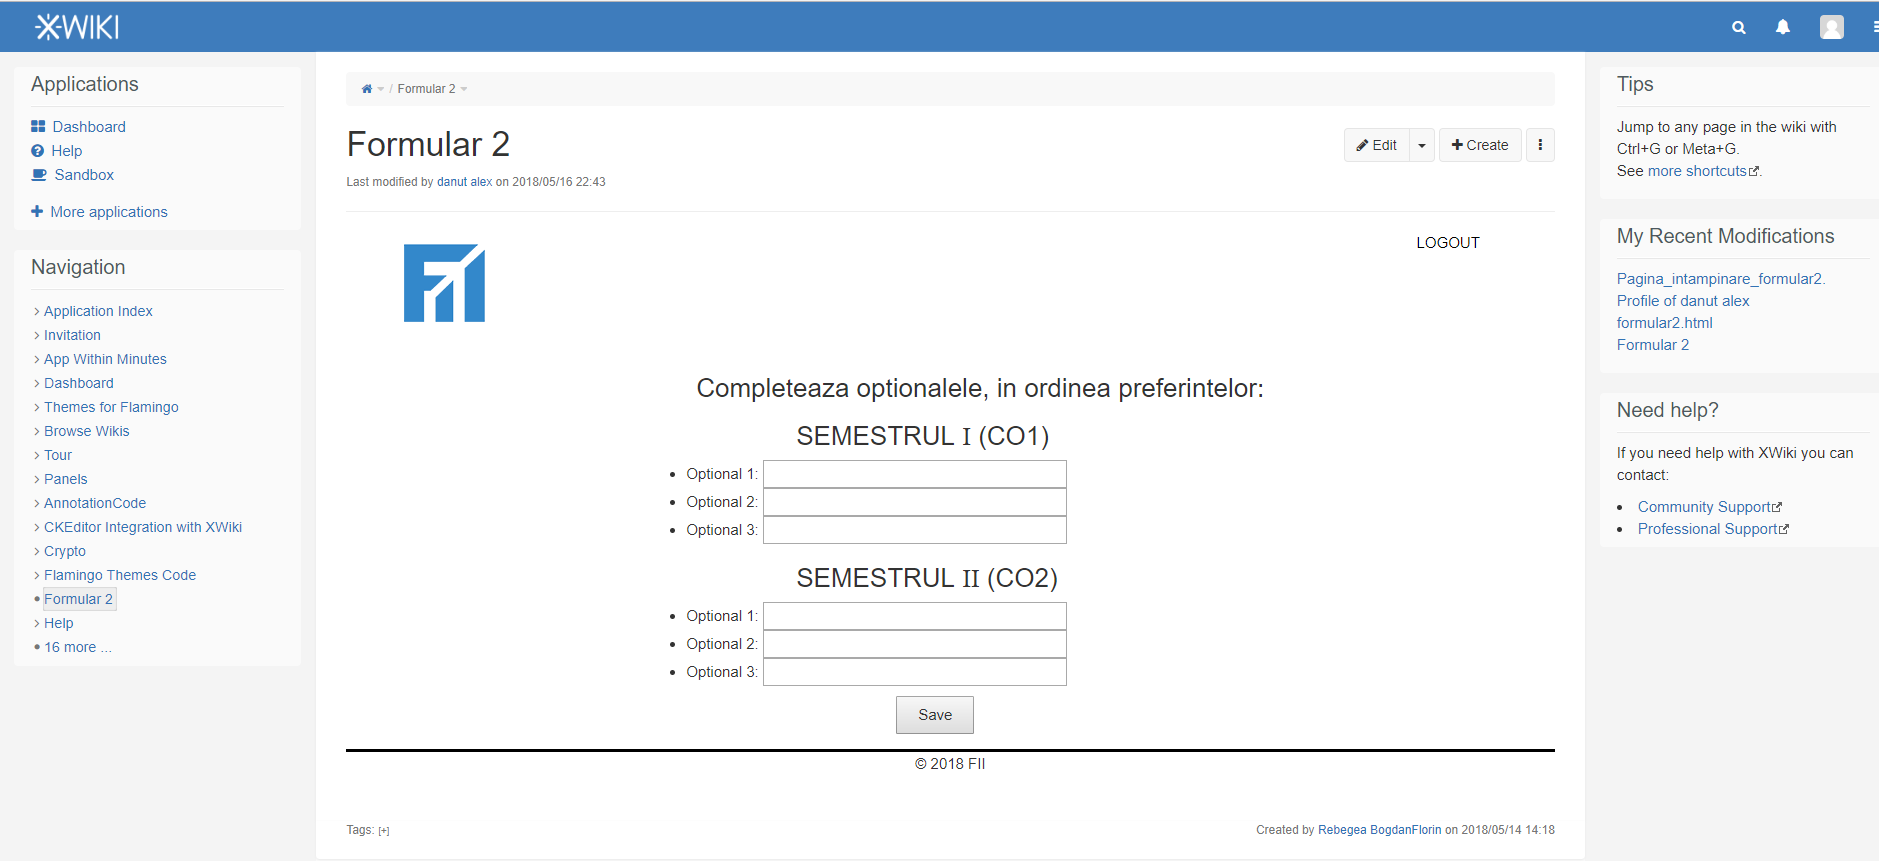 XWIKI
Applications
Dashboard
Help
Sandbox
More applications
Navigation
Application Index
Invitation
App Within Minutes
Dashboard
Themes for Flamingo
Browse Wikis
Tour
Panels
AnnotationCode
CKEditor Integration with XWiki
Crypto
Flamingo Themes Code
Formular 2
Help
16 more ...
/ Formular 2
Formular 2
Edit
Create
Last modified by danut alex on 2018/05/16 22:43
LOGOUT
Completeaza optionalele, in ordinea preferintelor:
SEMESTRUL I (CO1)
Optional 1:
Optional 2:
Optional 3:
SEMESTRUL II (CO2)
Optional 1:
Optional 2:
Optional 3:
Save
© 2018 FII
Tags: [+]
Created by Rebegea BogdanFlorin on 2018/05/14 14:18
Tips
Jump to any page in the wiki with
Ctrl+G or Meta+G.
See more shortcuts.
My Recent Modifications
Pagina_intampinare_formular2.
Profile of danut alex
formular2.html
Formular 2
Need help?
If you need help with XWiki you can
contact:
Community Support
Professional Support